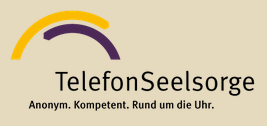 TelefonSeelsorge
Anonym. Kompetent. Rund um die Uhr.